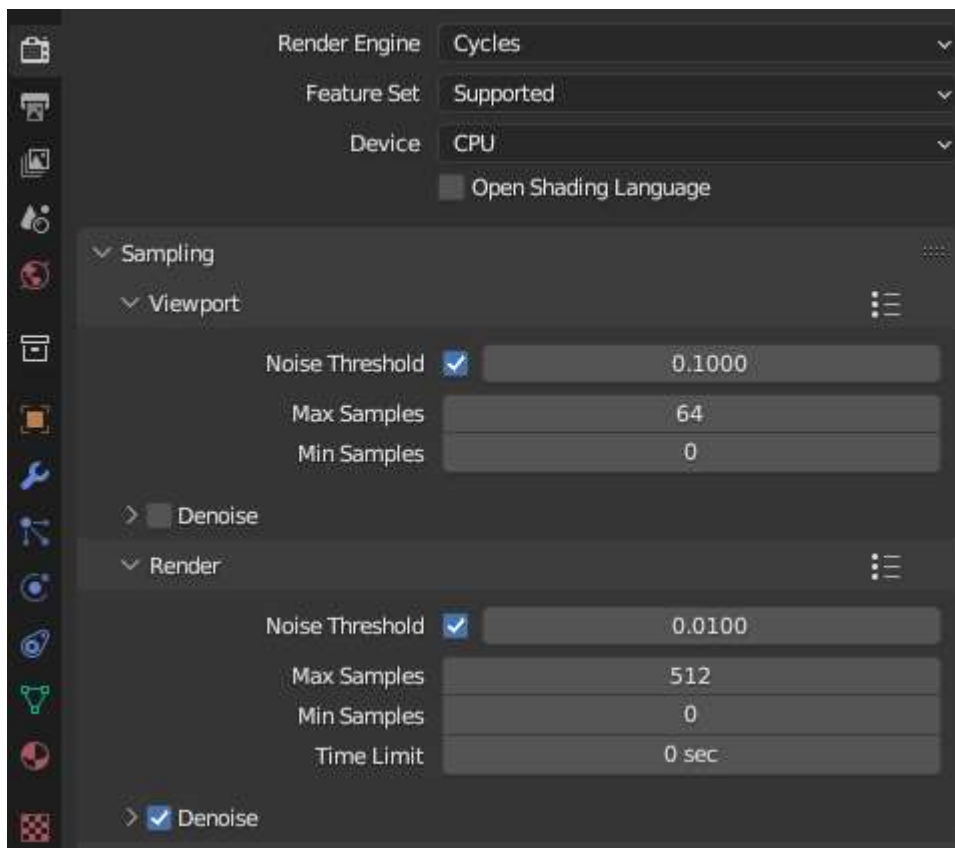 Render Engine Cycles
Feature Set Supported
Device CPU
Open Shading Language
Sampling
Viewport
Noise Threshold 0.1000
Max Samples 64
Min Samples 0
Denoise
Render
Noise Threshold 0.0100
Max Samples 512
Min Samples 0
Time Limit 0 sec
Denoise